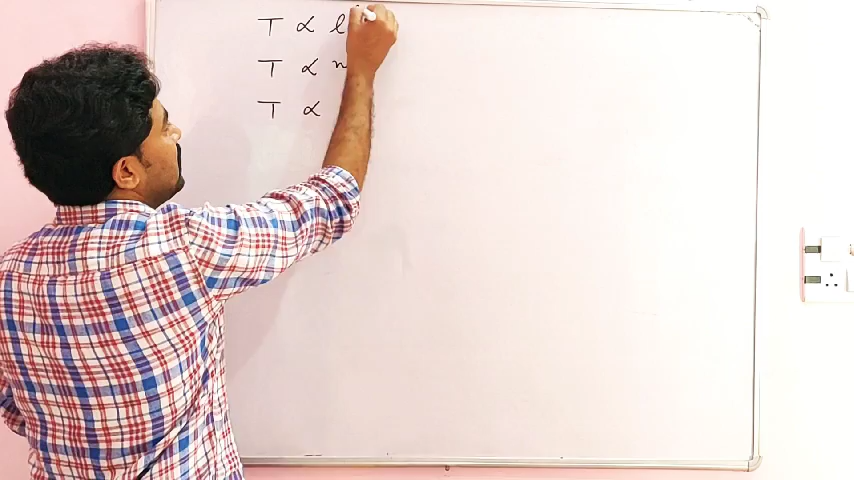 T ∝ l
T ∝ m
T ∝